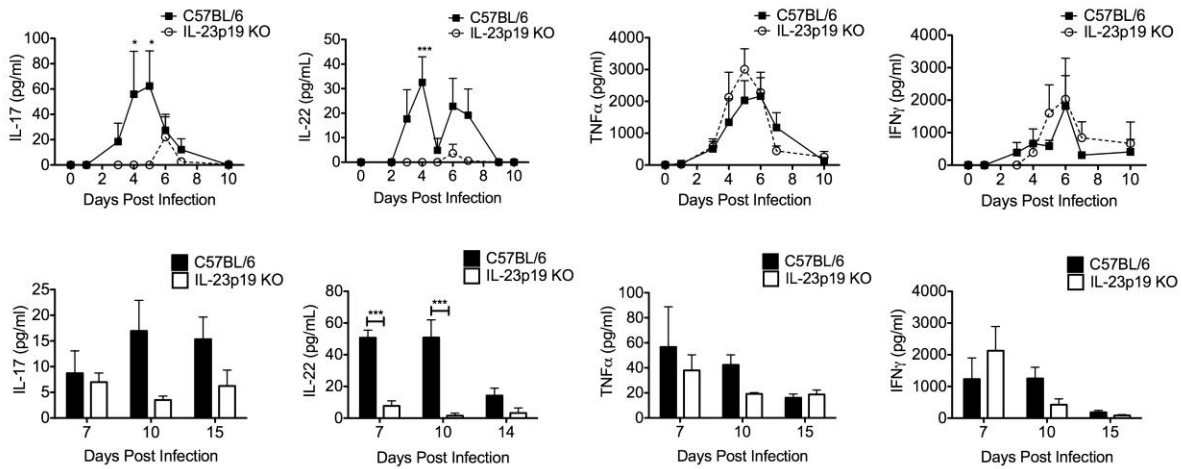 C57BL/6
IL-23p19 KO
IL-17 (pg/ml)
100
80
60
40
20
0
* *
0 2 4 6 8 10
Days Post Infection
C57BL/6
IL-23p19 KO
IL-22 (pg/mL)
50
40
30
20
10
0
***
0 2 4 6 8 10
Days Post Infection
C57BL/6
IL-23p19 KO
TNFα (pg/ml)
4000
3000
2000
1000
0
0 2 4 6 8 10
Days Post Infection
C57BL/6
IL-23p19 KO
IFNγ (pg/ml)
4000
3000
2000
1000
0
0 2 4 6 8 10
Days Post Infection
C57BL/6
IL-23p19 KO
IL-17 (pg/ml)
25
20
15
10
5
0
7 10 15
Days Post Infection
C57BL/6
IL-23p19 KO
IL-22 (pg/mL)
80
60
40
20
0
*** ***
7 10 14
Days Post Infection
C57BL/6
IL-23p19 KO
TNFα (pg/ml)
100
80
60
40
20
0
7 10 15
Days Post Infection
C57BL/6
IL-23p19 KO
IFNγ (pg/ml)
4000
3000
2000
1000
0
7 10 15
Days Post Infection